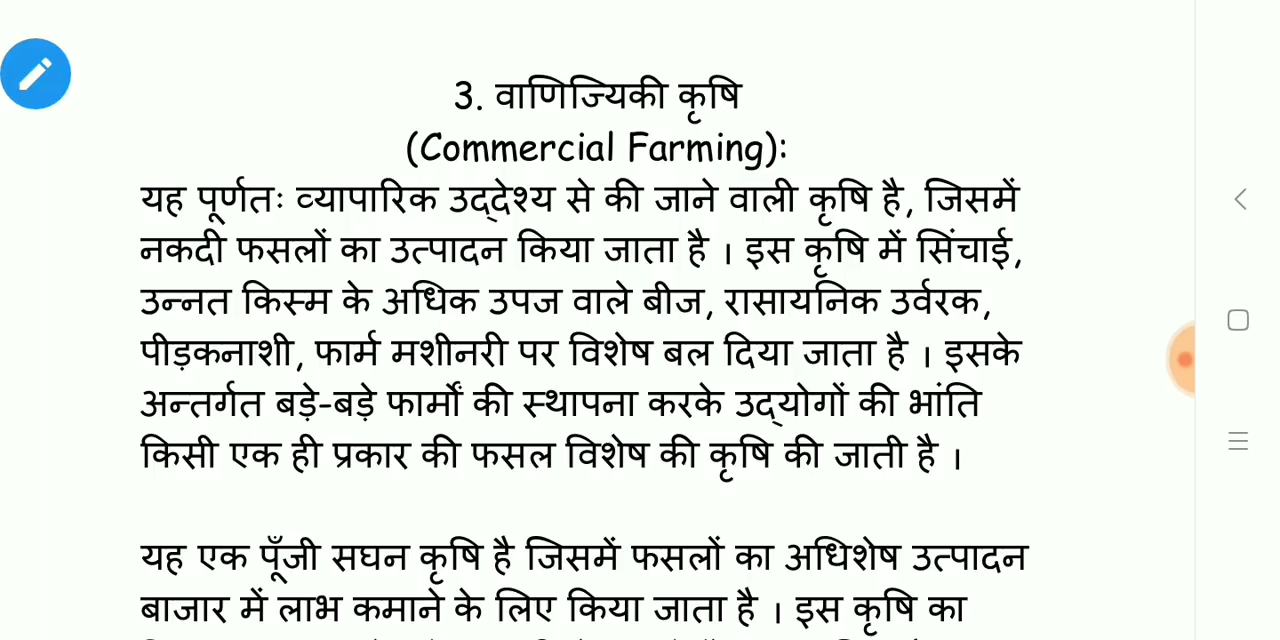 3. वाणिज्यिकी कृषि
(Commercial Farming):
यह पूर्णतः व्यापारिक उद्देश्य से की जाने वाली कृषि है, जिसमें
नकदी फसलों का उत्पादन किया जाता है । इस कृषि में सिंचाई,
उन्नत किस्म के अधिक उपज वाले बीज, रासायनिक उर्वरक,
पीड़कनाशी, फार्म मशीनरी पर विशेष बल दिया जाता है । इसके
अन्तर्गत बड़े-बड़े फार्मों की स्थापना करके उद्योगों की भांति
किसी एक ही प्रकार की फसल विशेष की कृषि की जाती है ।
यह एक पूँजी सघन कृषि है जिसमें फसलों का अधिशेष उत्पादन
बाजार में लाभ कमाने के लिए किया जाता है । इस कृषि का